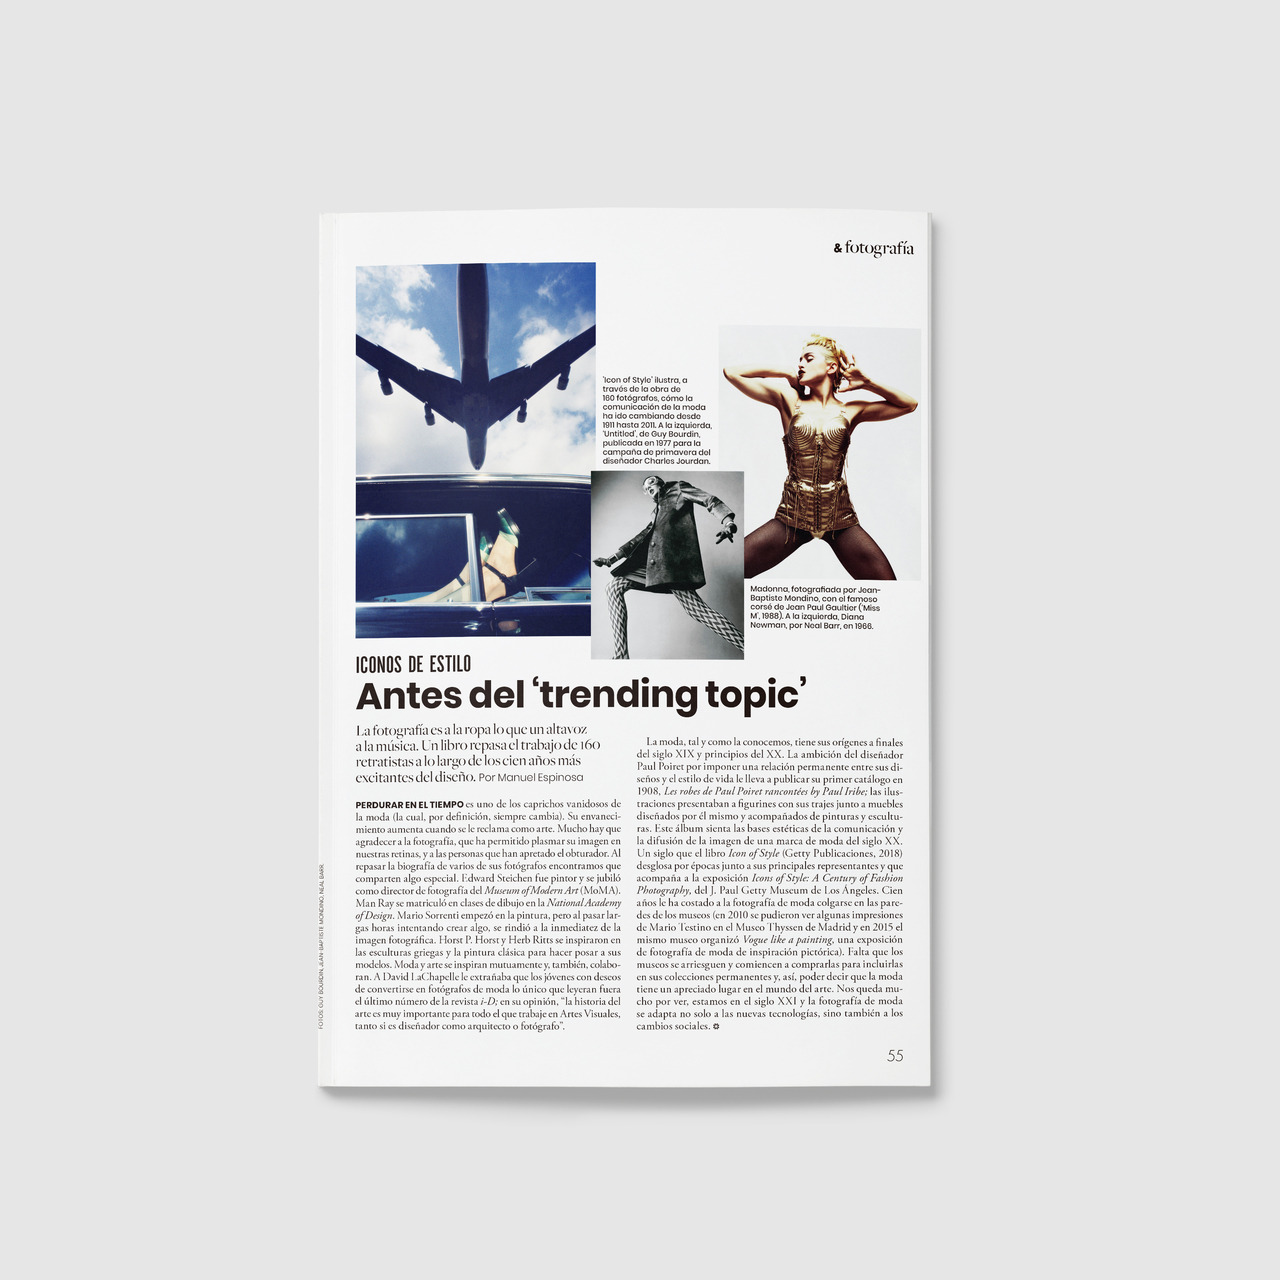 & fotografía
'Icon of Style' ilustra, a
través de la obra de
160 fotógrafos, cómo la
comunicación de la moda
ha ido cambiando desde
1911 hasta 2011. A la izquierda,
'Untitled', de Guy Bourdin,
publicada en 1977 para la
campaña de primavera del
diseñador Charles Jourdan.
Madonna, fotografiada por Jean-
Baptiste Mondino, con el famoso
corsé de Jean Paul Gaultier ('Miss
M', 1988). A la izquierda, Diana
Newman, por Neal Barr, en 1966.
ICONOS DE ESTILO
Antes del 'trending topic'
La fotografía es a la ropa lo que un altavoz
a la música. Un libro repasa el trabajo de 160
retratistas a lo largo de los cien años más
excitantes del diseño. Por Manuel Espinosa
PERDURAR EN EL TIEMPO es uno de los caprichos vanidosos de
la moda (la cual, por definición, siempre cambia). Su envaneci-
miento aumenta cuando se le reclama como arte. Mucho hay que
agradecer a la fotografía, que ha permitido plasmar su imagen en
nuestras retinas, y a las personas que han apretado el obturador. Al
repasar la biografía de varios de sus fotógrafos encontramos que
comparten algo especial. Edward Steichen fue pintor y se jubiló
como director de fotografía del Museum of Modern Art (MoMA).
Man Ray se matriculó en clases de dibujo en la National Academy
of Design. Mario Sorrenti empezó en la pintura, pero al pasar lar-
gas horas intentando crear algo, se rindió a la inmediatez de la
imagen fotográfica. Horst P. Horst y Herb Ritts se inspiraron en
las esculturas griegas y la pintura clásica para hacer posar a sus
modelos. Moda y arte se inspiran mutuamente y, también, colabo-
ran. A David LaChapelle le extrañaba que los jóvenes con deseos
de convertirse en fotógrafos de moda lo único que leyeran fuera
el último número de la revista i-D; en su opinión, "la historia del
arte es muy importante para todo el que trabaje en Artes Visuales,
tanto si es diseñador como arquitecto o fotógrafo".
La moda, tal y como la conocemos, tiene sus orígenes a finales
del siglo XIX y principios del XX. La ambición del diseñador
Paul Poiret por imponer una relación permanente entre sus di-
seños y el estilo de vida le lleva a publicar su primer catálogo en
1908, Les robes de Paul Poiret rancontées by Paul Iribe; las ilus-
traciones presentaban a figurines con sus trajes junto a muebles
diseñados por él mismo y acompañados de pinturas y escultu-
ras. Este álbum sienta las bases estéticas de la comunicación y
la difusión de la imagen de una marca de moda del siglo XX.
Un siglo que el libro Icon of Style (Getty Publicaciones, 2018)
desglosa por épocas junto a sus principales representantes y que
acompaña a la exposición Icons of Style: A Century of Fashion
Photography, del J. Paul Getty Museum de Los Ángeles. Cien
años le ha costado a la fotografía de moda colgarse en las pare-
des de los museos (en 2010 se pudieron ver algunas impresiones
de Mario Testino en el Museo Thyssen de Madrid y en 2015 el
mismo museo organizó Vogue like a painting, una exposición
de fotografía de moda de inspiración pictórica). Falta que los
museos se arriesguen y comiencen a comprarlas para incluirlas
en sus colecciones permanentes y, así, poder decir que la moda
tiene un apreciado lugar en el mundo del arte. Nos queda mu-
cho por ver, estamos en el siglo XXI y la fotografía de moda
se adapta no solo a las nuevas tecnologías, sino también a los
cambios sociales.
FOTOS: GUY BOURDIN, JEAN-BAPTISTE MONDINO, NEAL BARR.
55